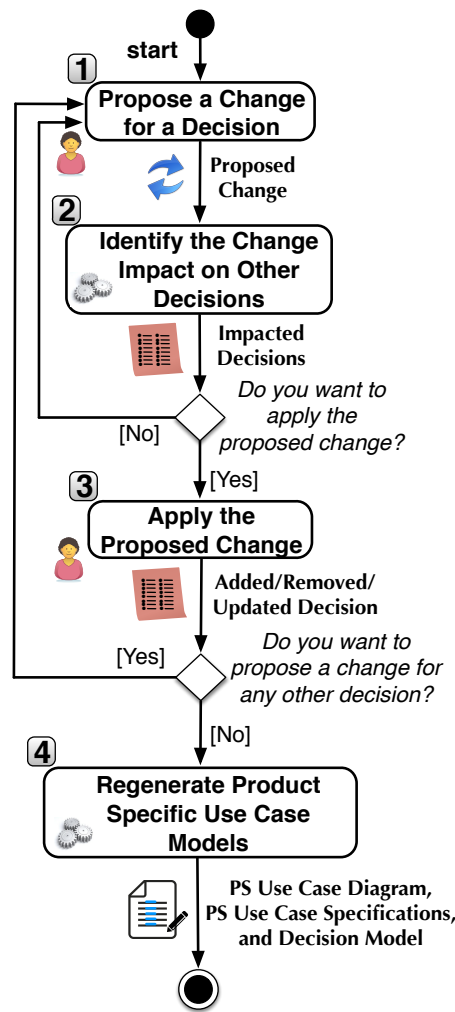 start
1
Propose a Change
for a Decision
Proposed
Change
2
Identify the Change
Impact on Other
Decisions
Impacted
Decisions
Do you want to
apply the
proposed change?
[No]
[Yes]
3
Apply the
Proposed Change
Added/Removed/
Updated Decision
[Yes]
Do you want to
propose a change for
any other decision?
[No]
4
Regenerate Product
Specific Use Case
Models
PS Use Case Diagram,
PS Use Case Specifications,
and Decision Model